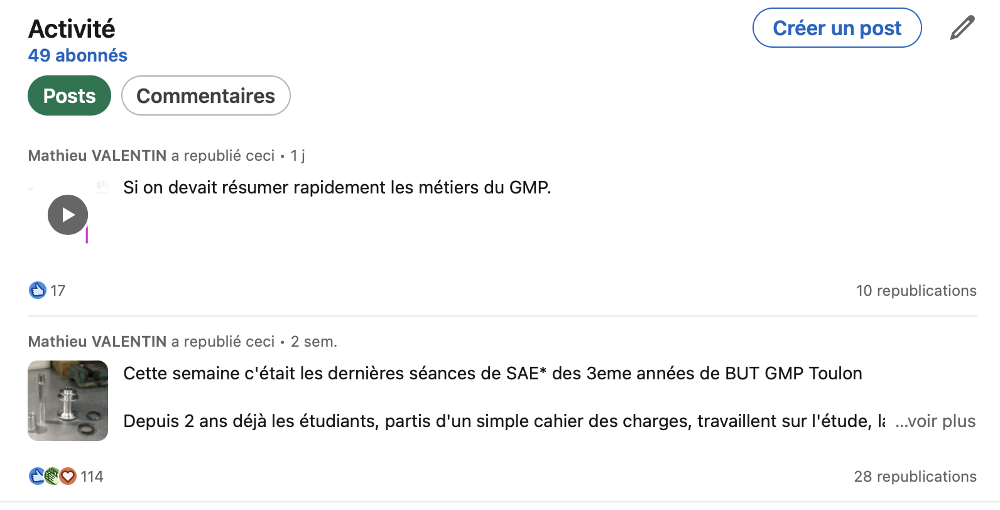 Activité
Créer un post
49 abonnés
Posts
Commentaires
Mathieu VALENTIN a republié ceci • 1 j
Si on devait résumer rapidement les métiers du GMP.
17
10 republications
Mathieu VALENTIN a republié ceci • 2 sem.
Cette semaine c'était les dernières séances de SAE* des 3eme années de BUT GMP Toulon
Depuis 2 ans déjà les étudiants, partis d'un simple cahier des charges, travaillent sur l'étude, la ...voir plus
114
28 republications